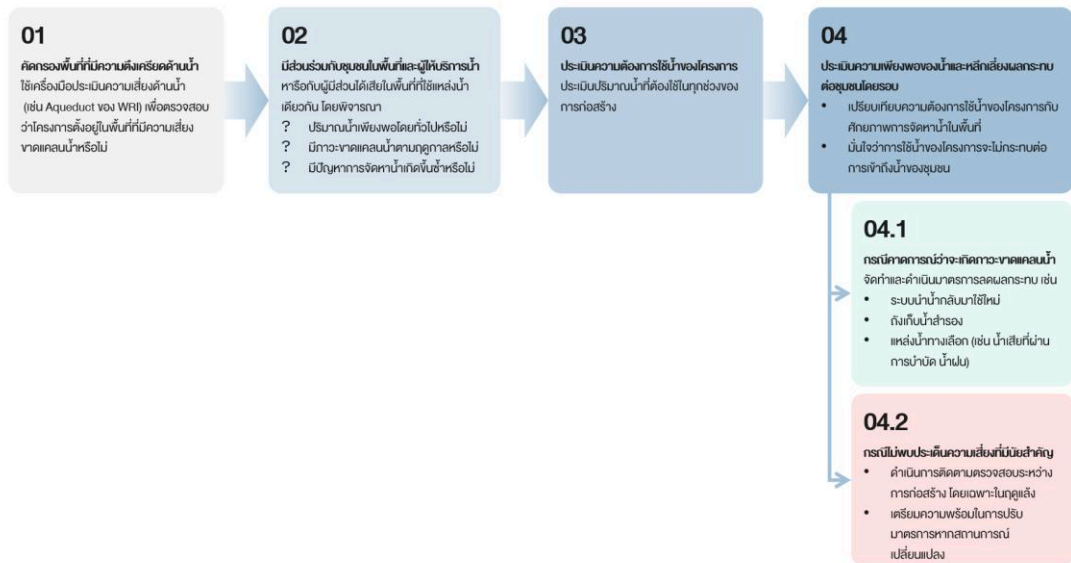 01
คัดกรองพื้นที่ที่มีความตึงเครียดด้านน้ำ
ใช้เครื่องมือประเมินความเสี่ยงด้านน้ำ
(เช่น Aqueduct ของ WRI) เพื่อตรวจสอบ
ว่าโครงการตั้งอยู่ในพื้นที่ที่มีความเสี่ยง
ขาดแคลนน้ำหรือไม่
02
มีส่วนร่วมกับชุมชนในพื้นที่และผู้ให้บริการน้ำ
หารือกับผู้มีส่วนได้เสียในพื้นที่ที่ใช้แหล่งน้ำ
เดียวกัน โดยพิจารณา
? ปริมาณน้ำเพียงพอโดยทั่วไปหรือไม่
? มีภาวะขาดแคลนน้ำตามฤดูกาลหรือไม่
? มีปัญหาการจัดหาน้ำเกิดขึ้นซ้ำหรือไม่
03
ประเมินความต้องการใช้น้ำของโครงการ
ประเมินปริมาณน้ำที่ต้องใช้ในทุกช่วงของ
การก่อสร้าง
04
ประเมินความเพียงพอของน้ำและหลีกเลี่ยงผลกระทบ
ต่อชุมชนโดยรอบ
• เปรียบเทียบความต้องการใช้น้ำของโครงการกับ
ศักยภาพการจัดหาน้ำในพื้นที่
• มั่นใจว่าการใช้น้ำของโครงการจะไม่กระทบต่อ
การเข้าถึงน้ำของชุมชน
04.1
กรณีคาดการณ์ว่าจะเกิดภาวะขาดแคลนน้ำ
จัดทำและดำเนินมาตรการลดผลกระทบ เช่น
• ระบบนำน้ำกลับมาใช้ใหม่
• ถังเก็บน้ำสำรอง
• แหล่งน้ำทางเลือก (เช่น น้ำเสียที่ผ่าน
การบำบัด น้ำฝน)
04.2
กรณีไม่พบประเด็นความเสี่ยงที่มีนัยสำคัญ
• ดำเนินการติดตามตรวจสอบระหว่าง
การก่อสร้าง โดยเฉพาะในฤดูแล้ง
• เตรียมความพร้อมในการปรับ
มาตรการหากสถานการณ์
เปลี่ยนแปลง